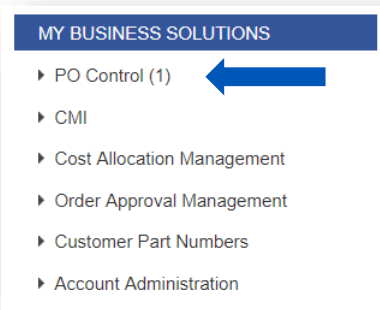 MY BUSINESS SOLUTIONS
PO Control (1)
CMI
Cost Allocation Management
Order Approval Management
Customer Part Numbers
Account Administration